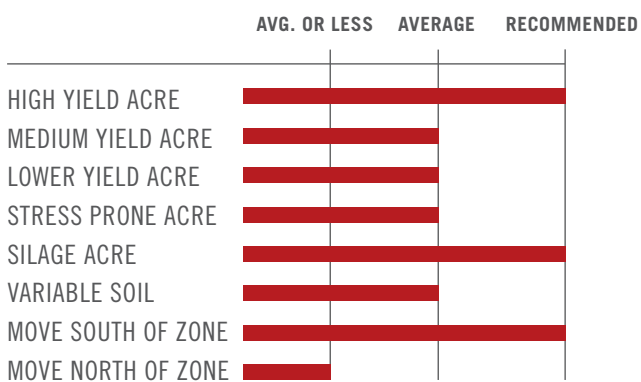 AVG. OR LESS AVERAGE RECOMMENDED
HIGH YIELD ACRE
MEDIUM YIELD ACRE
LOWER YIELD ACRE
STRESS PRONE ACRE
SILAGE ACRE
VARIABLE SOIL
MOVE SOUTH OF ZONE
MOVE NORTH OF ZONE